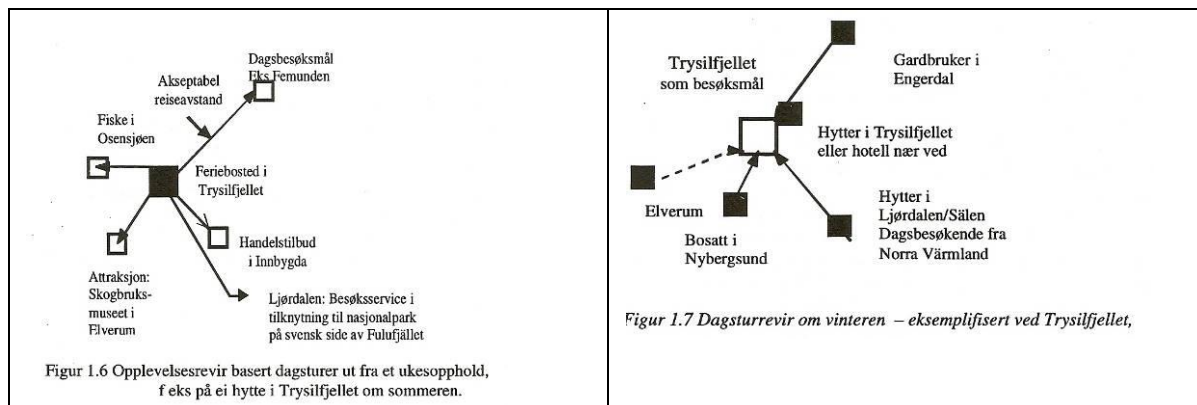 Dagsbesøksmål
Eks Femunden
Akseptabel
reiseavstand
Fiske i
Osensjøen
Feriebosted i
Trysilfjellet
Handelstilbud
i Innbygda
Attraksjon:
Skogbruks-
museet i
Elverum
Ljørdalen: Besøksservice i
tilknytning til nasjonalpark
på svensk side av Fulufjället
Figur 1.6 Opplevelsesrevir basert dagsturer ut fra et ukesopphold,
f eks på ei hytte i Trysilfjellet om sommeren.
Trysilfjellet
som besøksmål
Gardbruker i
Engerdal
Hytter i Trysilfjellet
eller hotell nær ved
Elverum
Bosatt i
Nybergsund
Hytter i
Ljørdalen/Sälen
Dagsbesøkende fra
Norra Värmland
Figur 1.7 Dagsturrevir om vinteren – eksemplifisert ved Trysilfjellet,